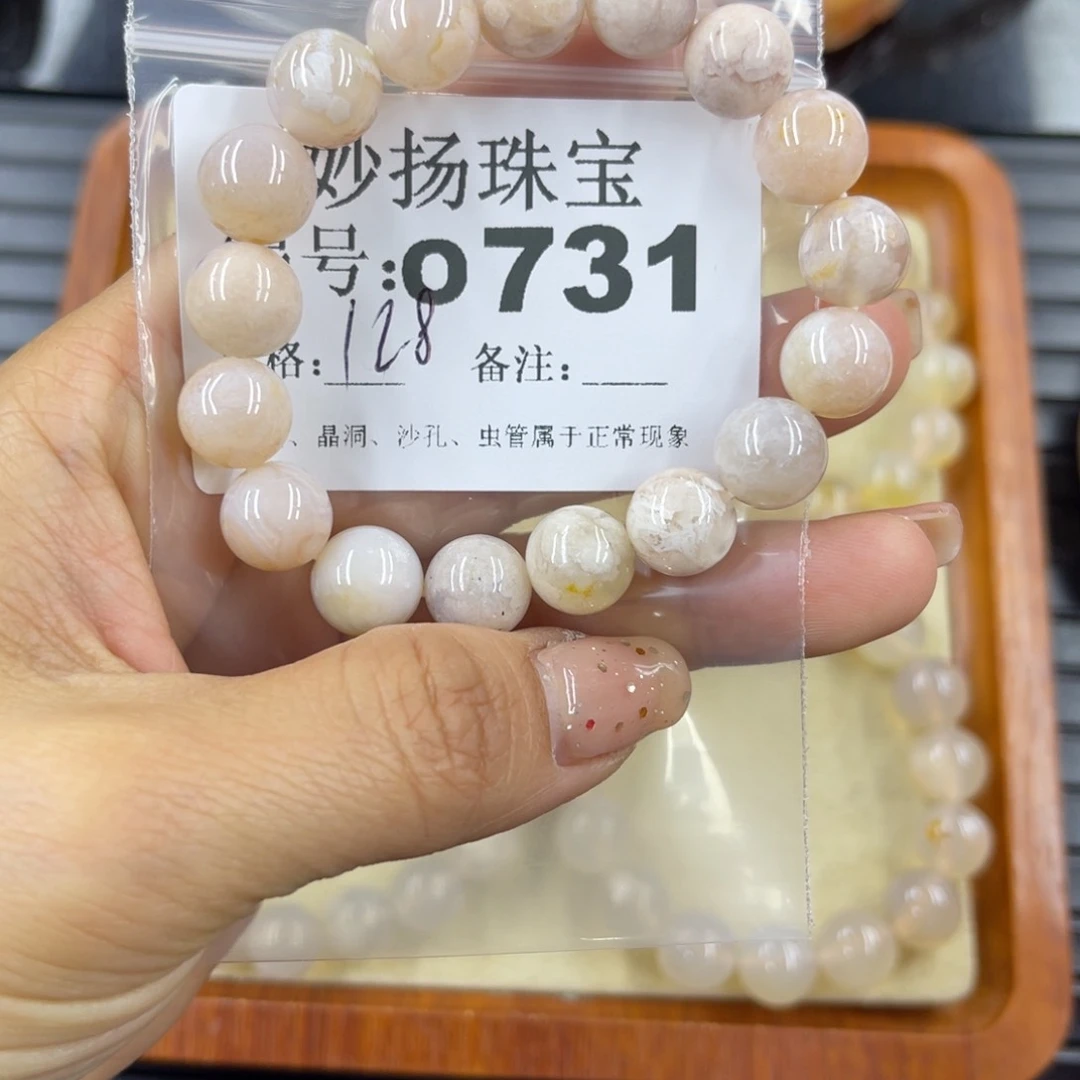 妙扬珠宝
号:0731
格:128 备注:
、晶洞、沙孔、虫管属于正常现象